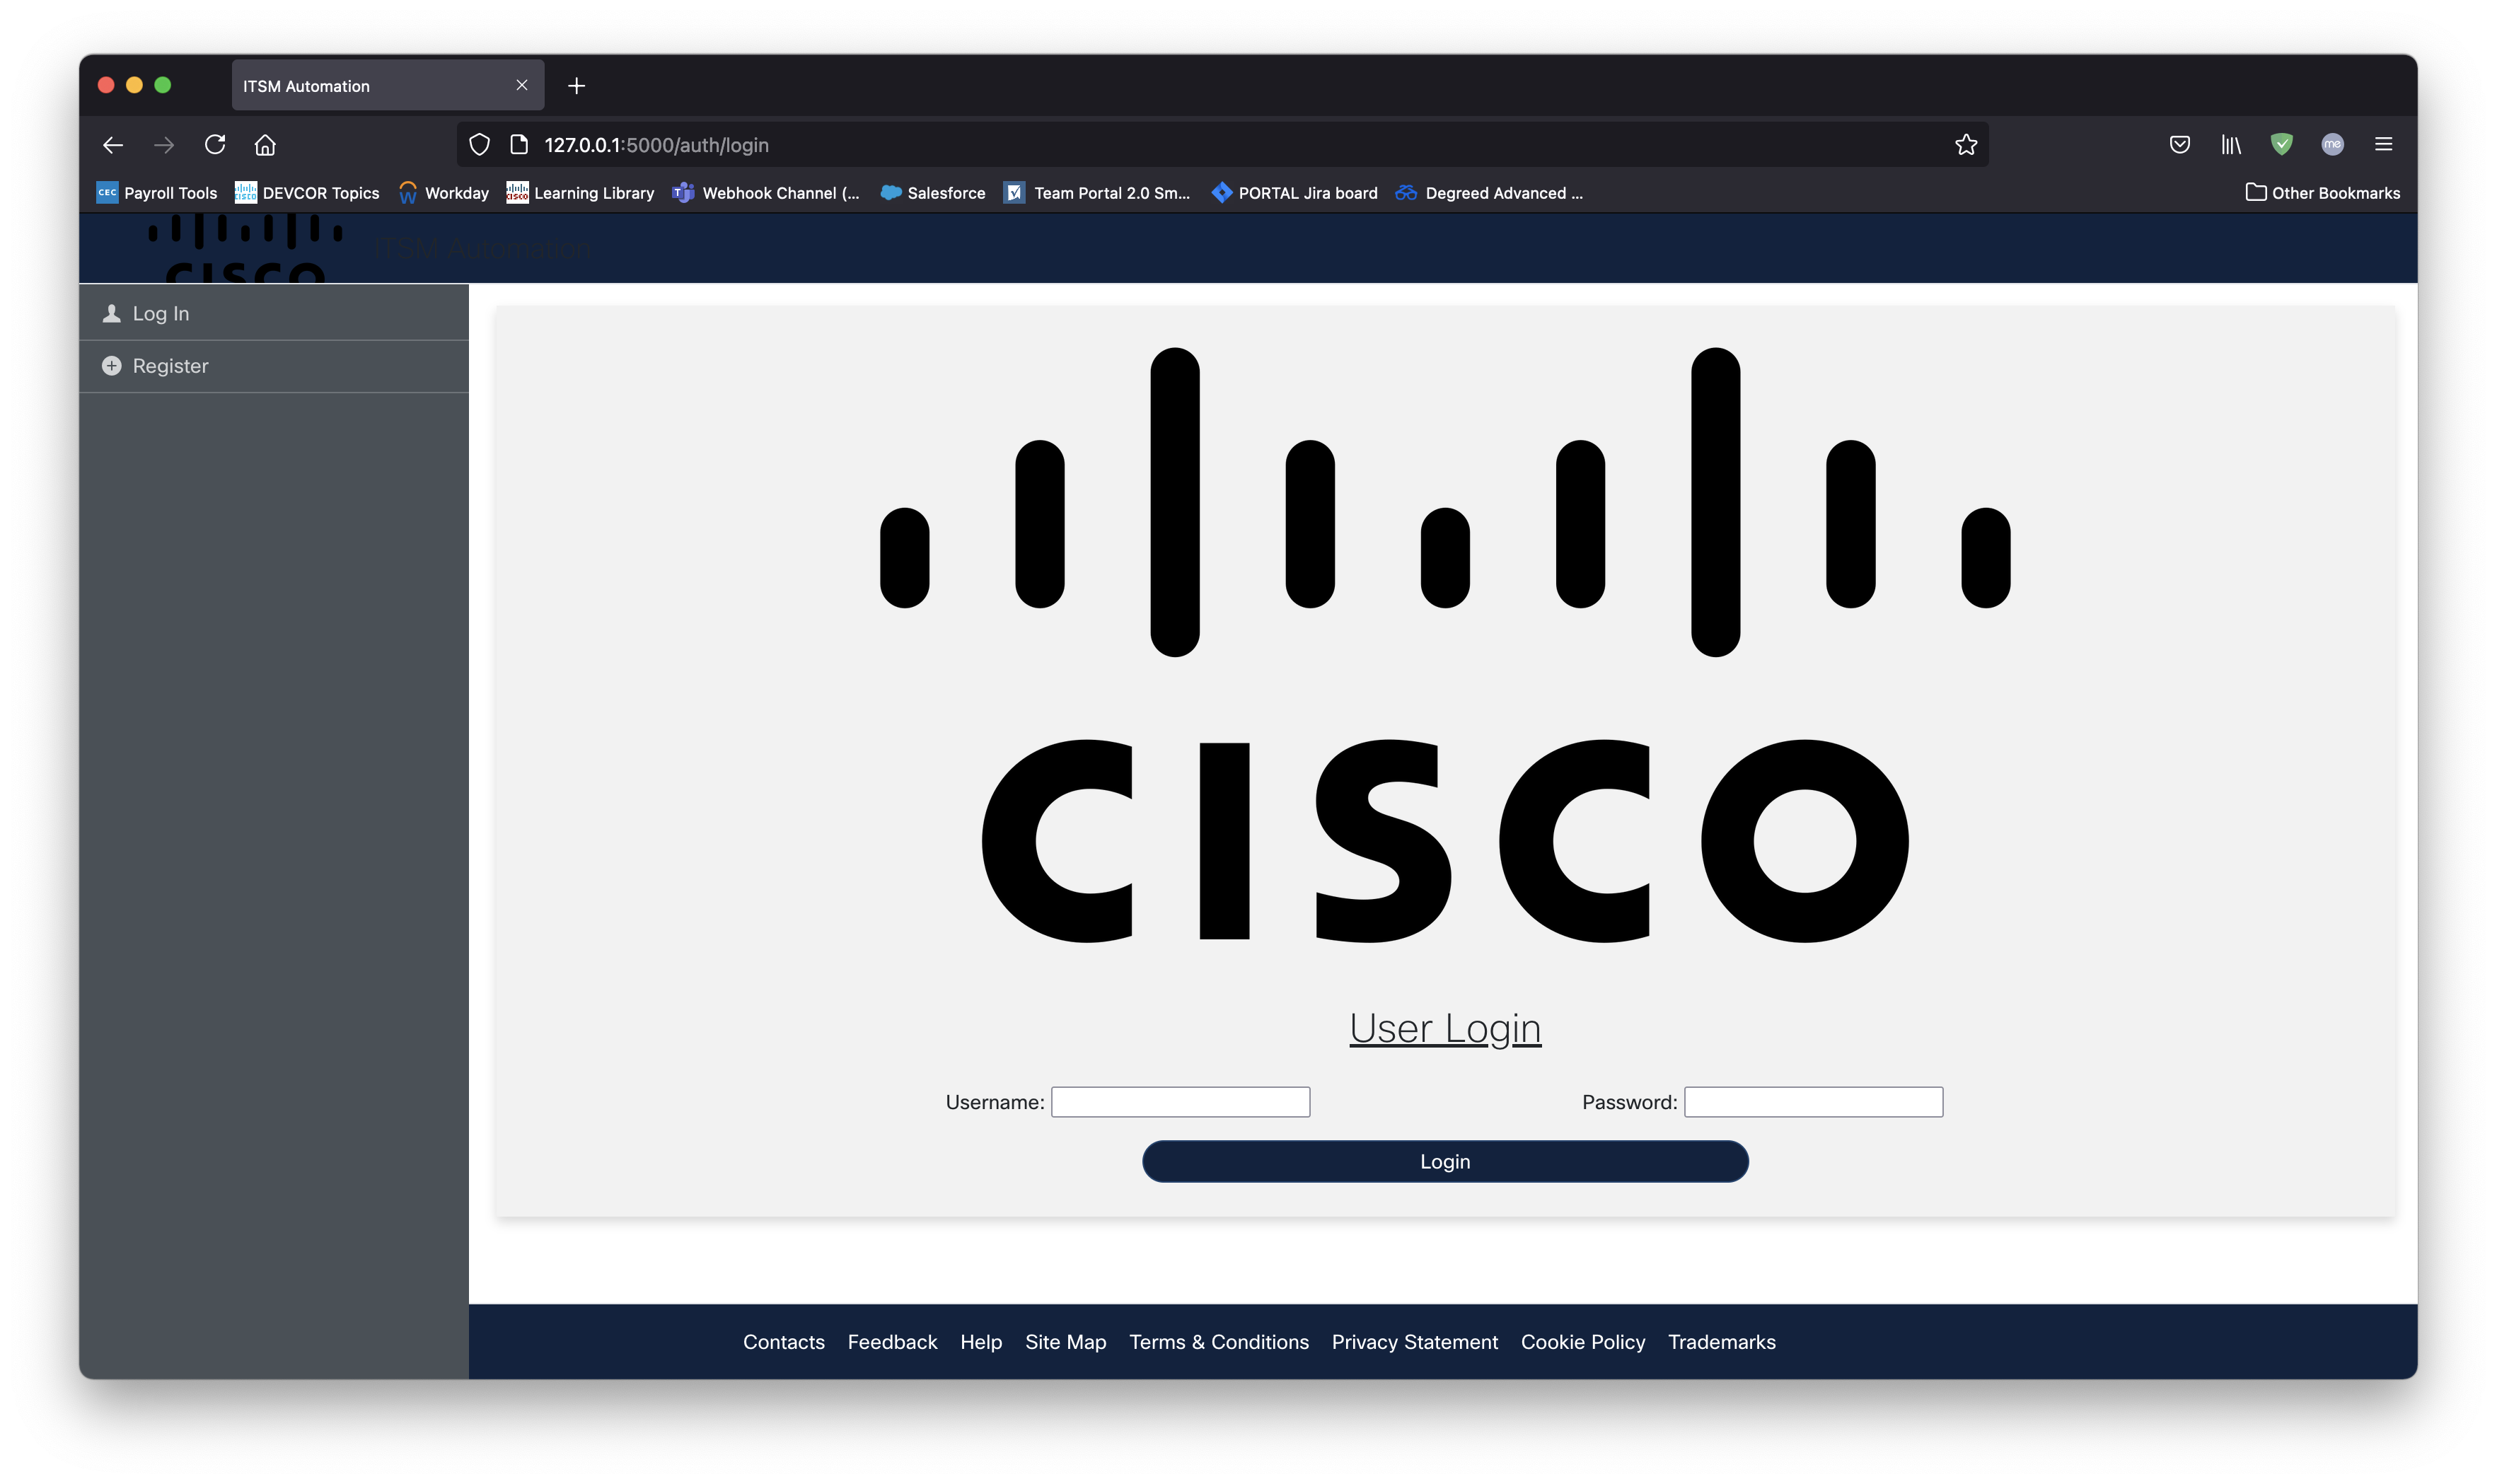 ITSM Automation
127.0.0.1:5000/auth/login
me
CEC Payroll Tools DEVCOR Topics Workday Learning Library Webhook Channel (... Salesforce Team Portal 2.0 Sm... PORTAL Jira board Degreed Advanced ... Other Bookmarks
CISCO ITSM Automation
Log In
Register
CISCO
User Login
Username: Password:
Login
Contacts Feedback Help Site Map Terms & Conditions Privacy Statement Cookie Policy Trademarks